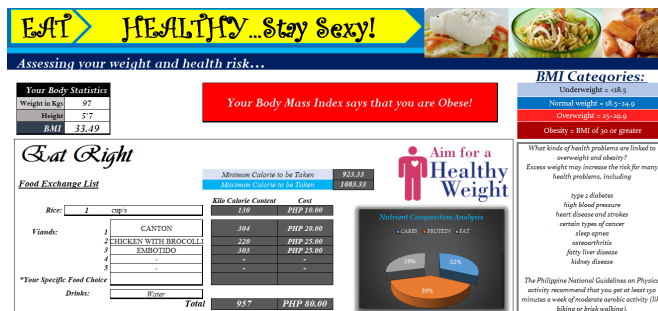 EAT HEALTHY...Stay Sexy!
Assessing your weight and health risk...
Your Body Statistics
Weight in Kgs 97
Height 5'7
BMI 33.49
Your Body Mass Index says that you are Obese!
BMI Categories:
Underweight = <18.5
Normal weight = 18.5-24.9
Overweight = 25-29.9
Obesity = BMI of 30 or greater
Eat Right
Minimum Calorie to be Taken 923.33
Maximum Calorie to be Taken 1083.33
Food Exchange List
Kilo Calorie Content Cost
Rice: 1 cup/s 130 PHP 10.00
Viands: 1 CANTON 304 PHP 20.00
2 CHICKEN WITH BROCOLLI 220 PHP 25.00
3 EMBOTIDO 303 PHP 25.00
4 - - -
5 - - -
*Your Specific Food Choice
Drinks: Water
Total 957 PHP 80.00
Aim for a
Healthy
Weight
Nutrient Composition Analysis
CARBS PROTEIN FAT
29% 32%
39%
What kinds of health problems are linked to
overweight and obesity?
Excess weight may increase the risk for many
health problems, including
type 2 diabetes
high blood pressure
heart disease and strokes
certain types of cancer
sleep apnea
osteoarthritis
fatty liver disease
kidney disease
The Philippine National Guidelines on Physica
activity recommend that you get at least 150
minutes a week of moderate aerobic activity (lik
biking or brisk walking).